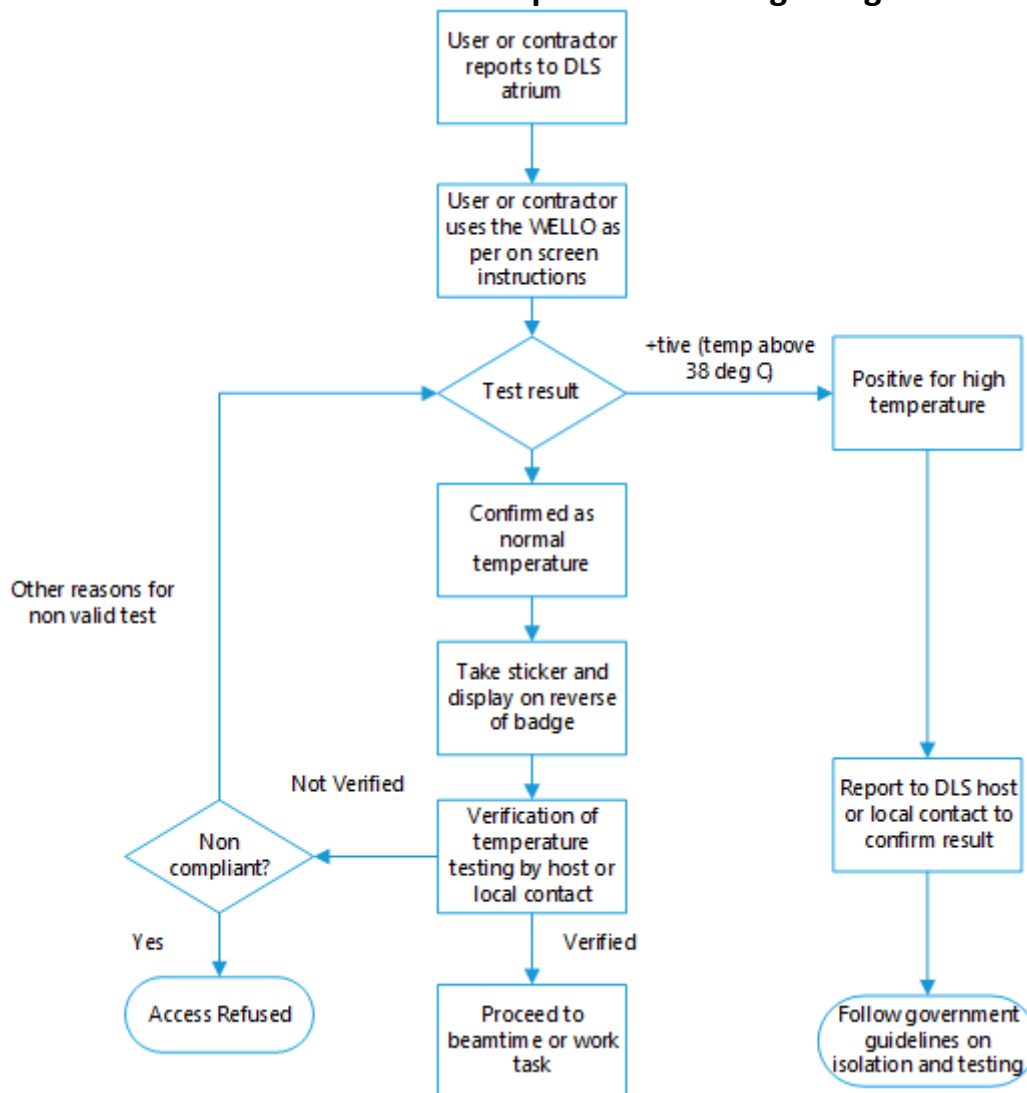 User or contractor
reports to DLS
atrium
User or contractor
uses the WELLO as
per on screen
instructions
+tive (temp above
38 deg C)
Test result
Positive for high
temperature
Confirmed as
normal
temperature
Other reasons for
non valid test
Take sticker and
display on reverse
of badge
Not Verified
Verification of
temperature
testing by host or
local contact
Report to DLS host
or local contact to
confirm result
Non
compliant?
Yes
Verified
Access Refused
Proceed to
beamtime or work
task
Follow government
guidelines on
isolation and testing